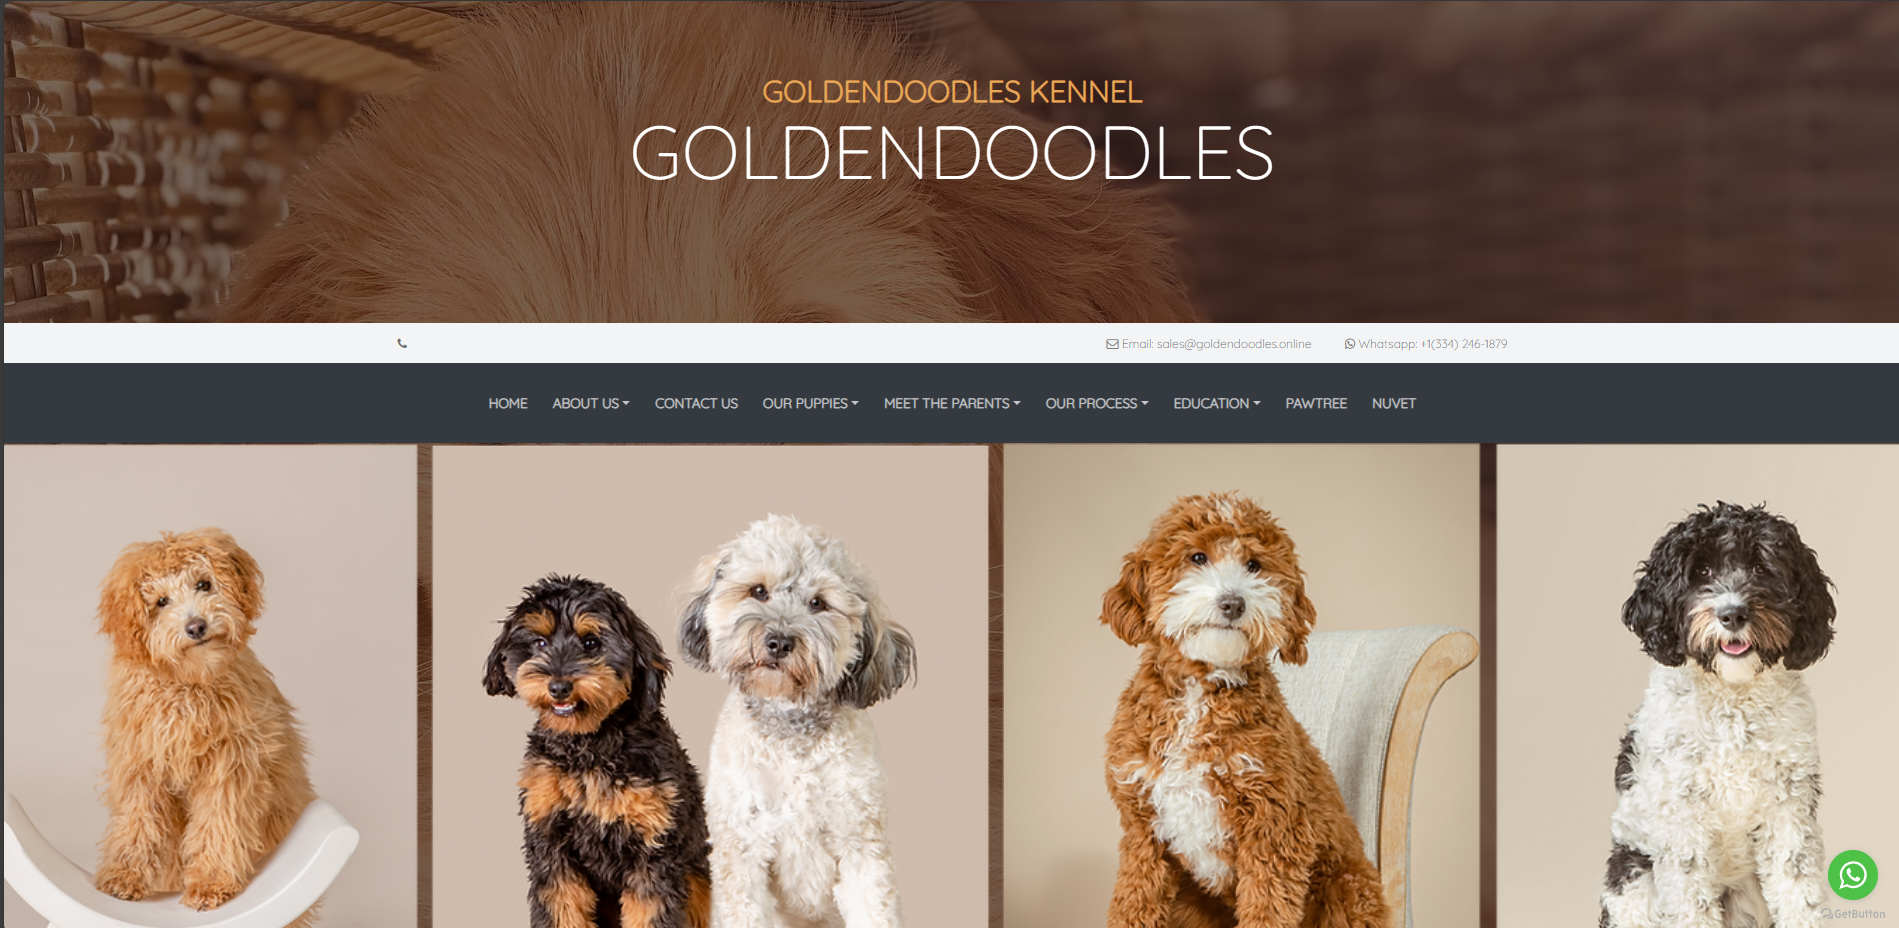 GOLDENDOODLES KENNEL
GOLDENDOODLES
Email: sales@goldendoodles.online
Whatsapp: +1(334) 246-1879
HOME ABOUT US CONTACT US OUR PUPPIES MEET THE PARENTS OUR PROCESS EDUCATION PAWTREE NUVET
GetButton